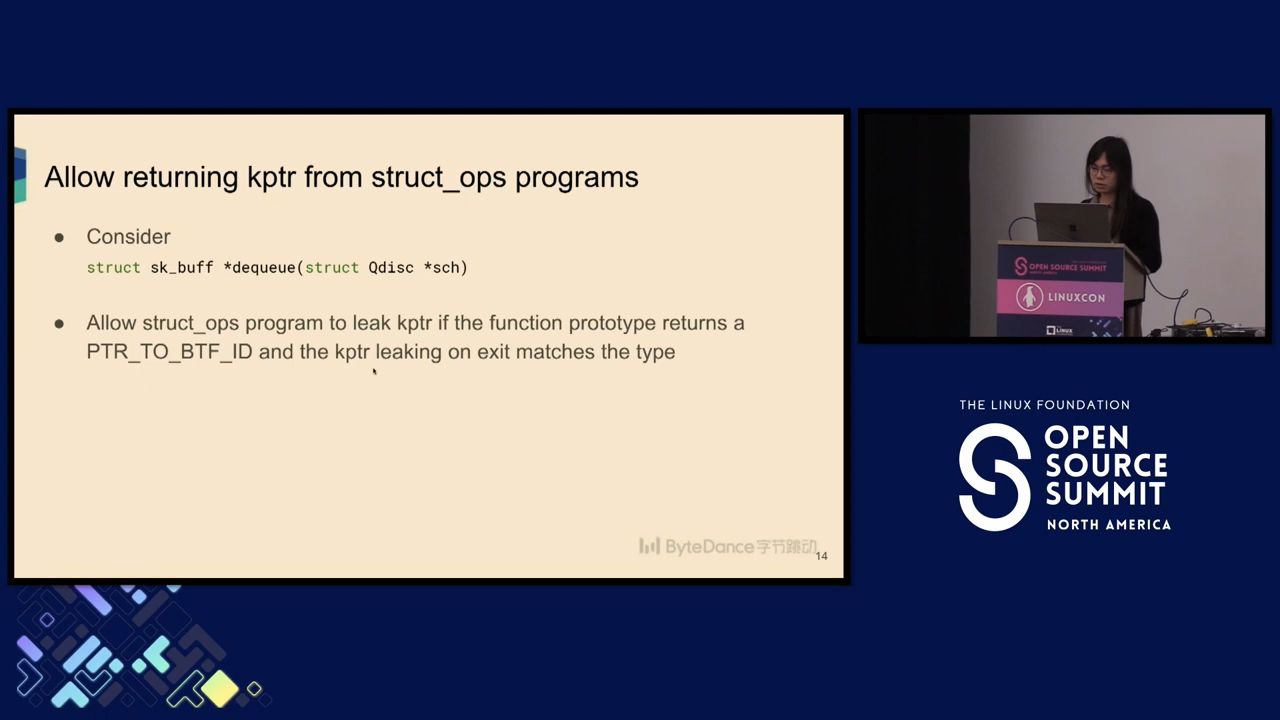 Allow returning kptr from struct_ops programs
● Consider
struct sk_buff *dequeue(struct Qdisc *sch)
● Allow struct_ops program to leak kptr if the function prototype returns a
PTR_TO_BTF_ID and the kptr leaking on exit matches the type
ByteDance字节跳动
14
OPEN SOURCE SUMMIT
LINUXCON
THE LINUX FOUNDATION
OPEN
SOURCE
SUMMIT
NORTH AMERICA